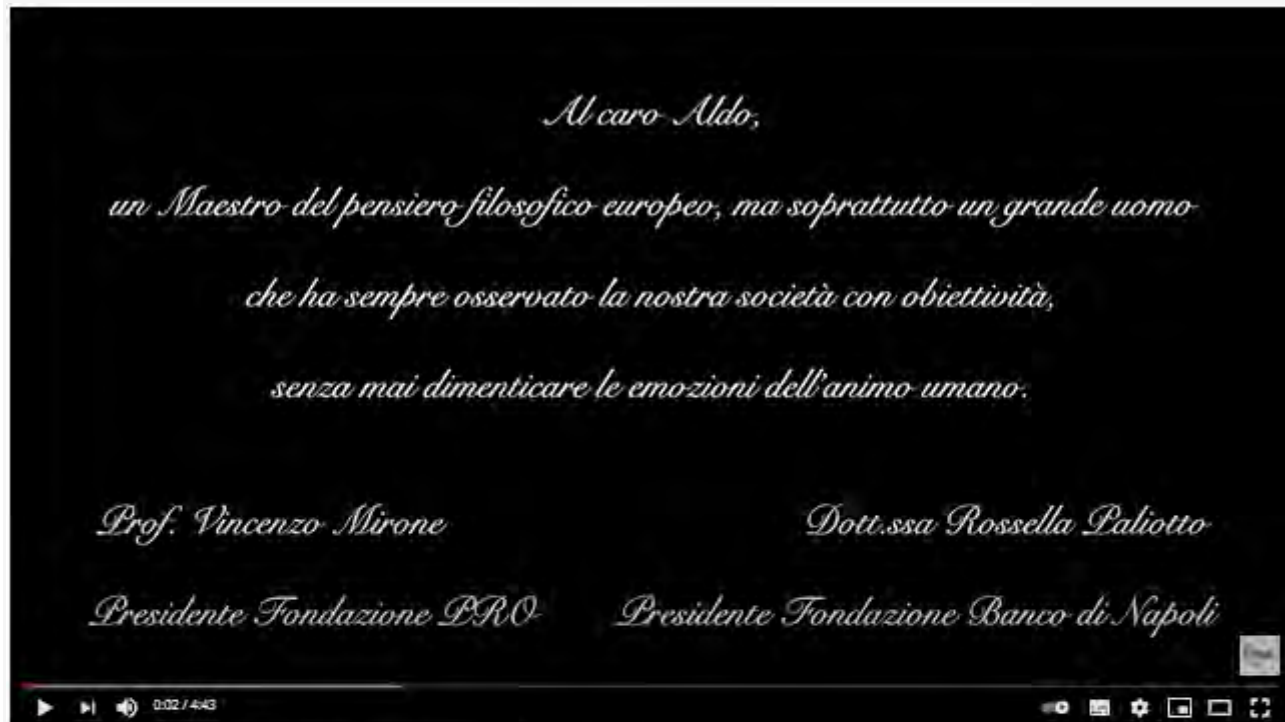 Al caro Aldo,
un Maestro del pensiero filosofico europeo, ma soprattutto un grande uomo
che ha sempre osservato la nostra società con obiettività,
senza mai dimenticare le emozioni dell'animo umano.
Prof. Vincenzo Mirone
Dott.ssa Rossella Paliotto
Presidente Fondazione PRO
Presidente Fondazione Banco di Napoli
0:02 / 4:43